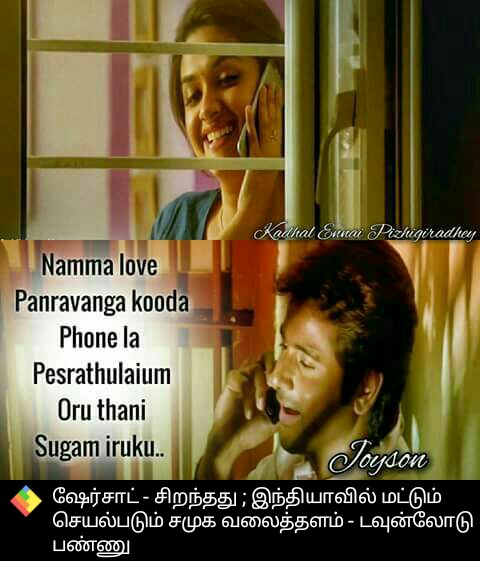 Kadhal Ennai Pizhigiradhey
Namma love
Panravanga kooda
Phone la
Pesrathulaium
Oru thani
Sugam iruku..
Joyson
ஷேர்சாட் - சிறந்தது ; இந்தியாவில் மட்டும்
செயல்படும் சமுக வலைத்தளம் - டவுன்லோடு
பண்ணு